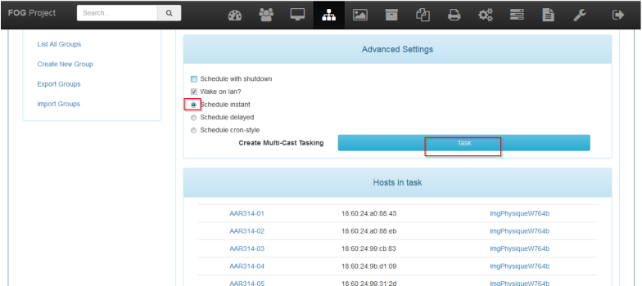 FOG Project Search
List All Groups
Create New Group
Export Groups
Import Groups
Advanced Settings
Schedule with shutdown
Wake on lan?
Schedule instant
Schedule delayed
Schedule cron-style
Create Multi-Cast Tasking Task
Hosts in task
AAR314-01 18:60:24:a0:88:43 ImgPhysiqueW764b
AAR314-02 18:60:24:a0:88:eb ImgPhysiqueW764b
AAR314-03 18:60:24:99:cb:83 ImgPhysiqueW764b
AAR314-04 18:60:24:9b:d1:09 ImgPhysiqueW764b
AAR314-05 18:60:24:99:31:2d ImgPhysiqueW764b